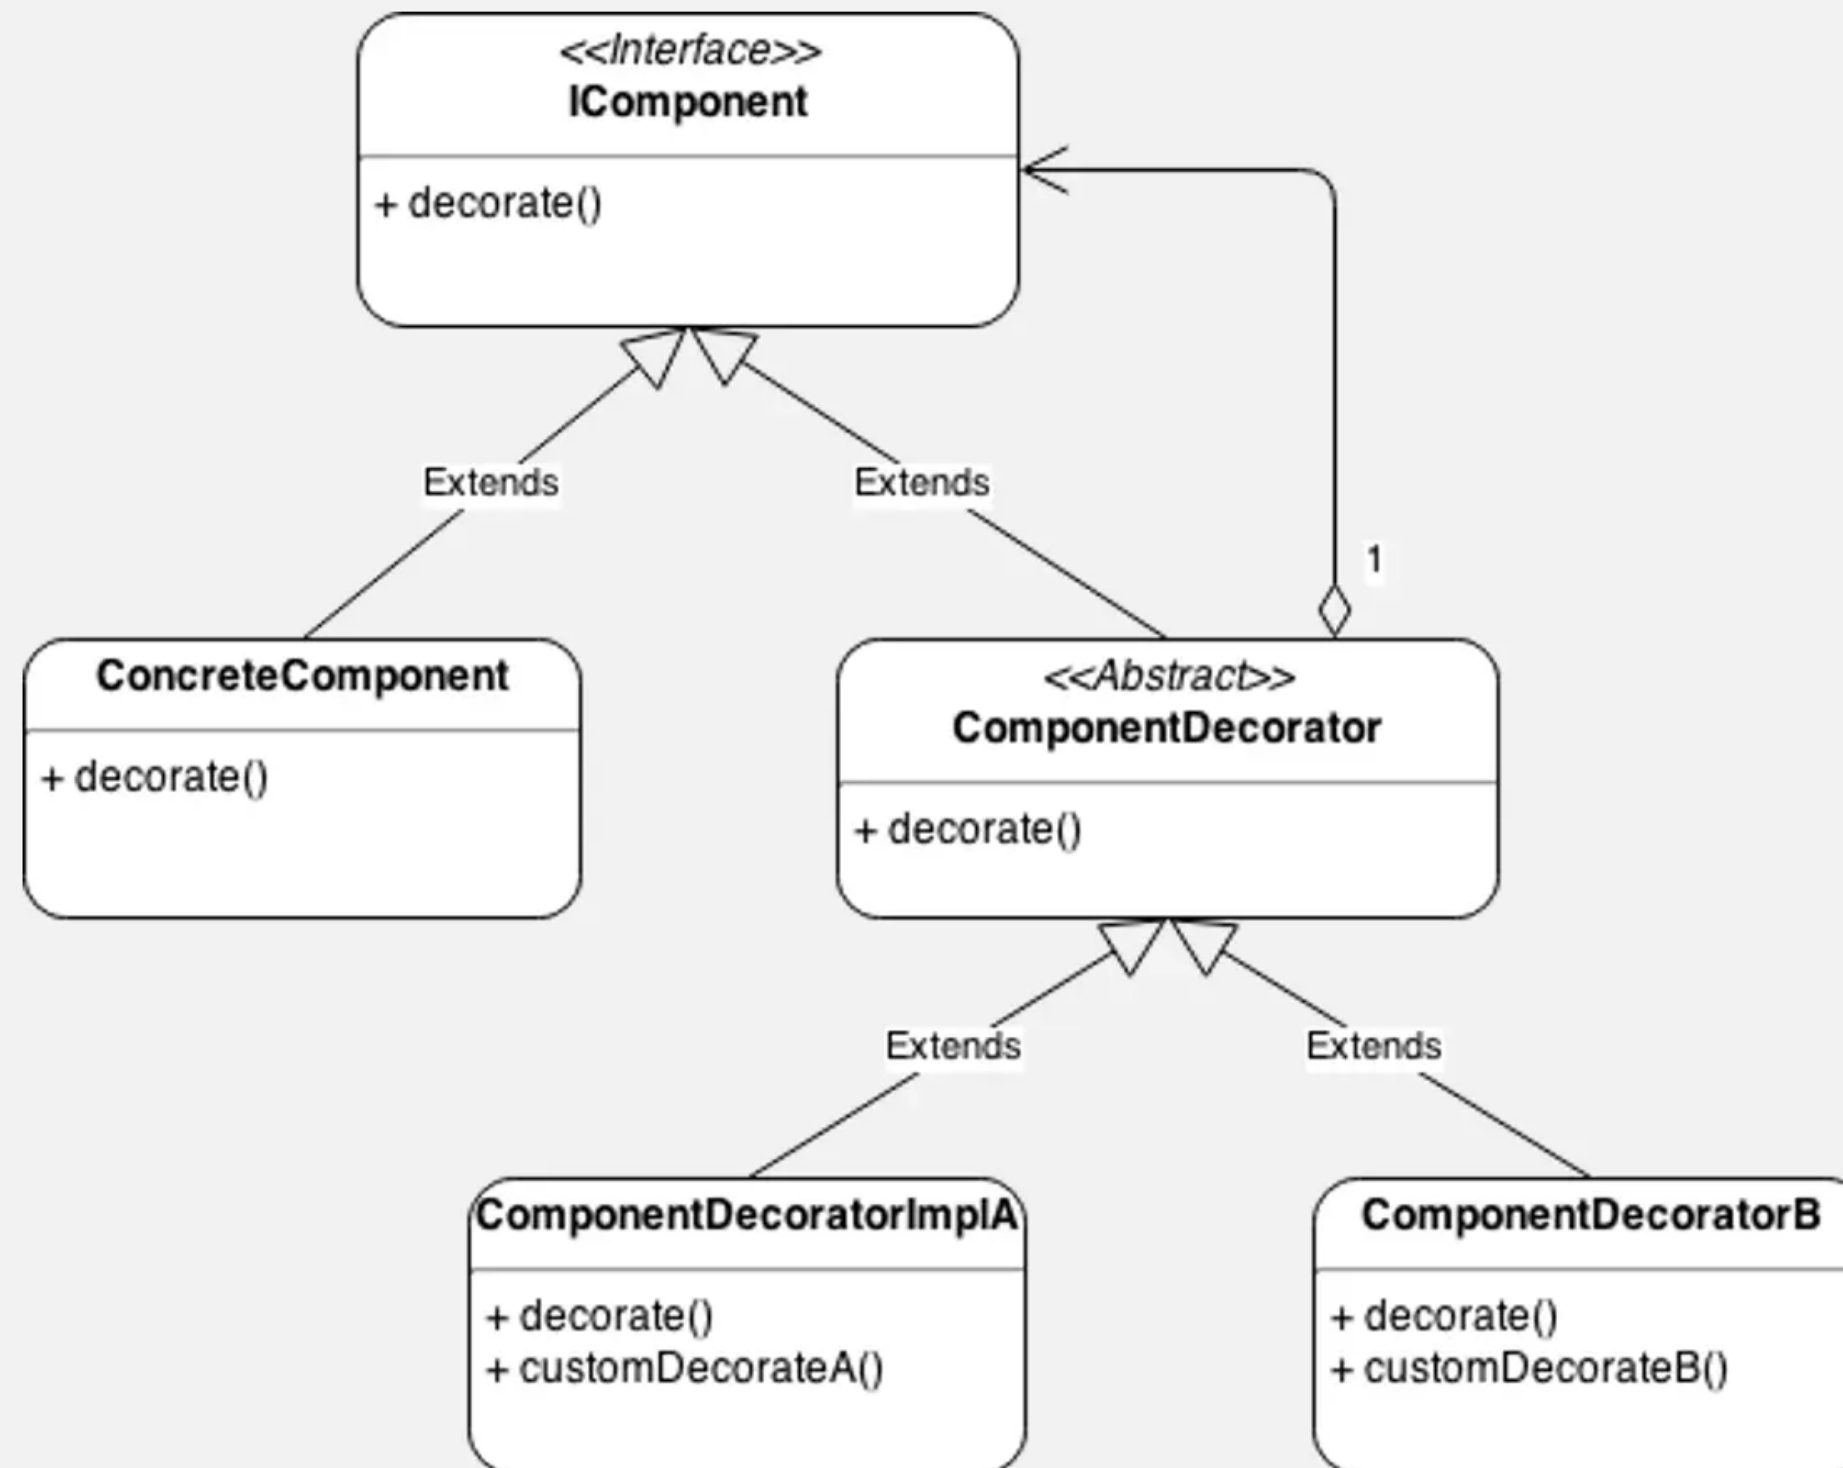 <<Interface>>
IComponent
+ decorate()
Extends
Extends
1
ConcreteComponent
+ decorate()
<<Abstract>>
ComponentDecorator
+ decorate()
Extends
Extends
ComponentDecoratorImplA
+ decorate()
+ customDecorateA()
ComponentDecoratorB
+ decorate()
+ customDecorateB()